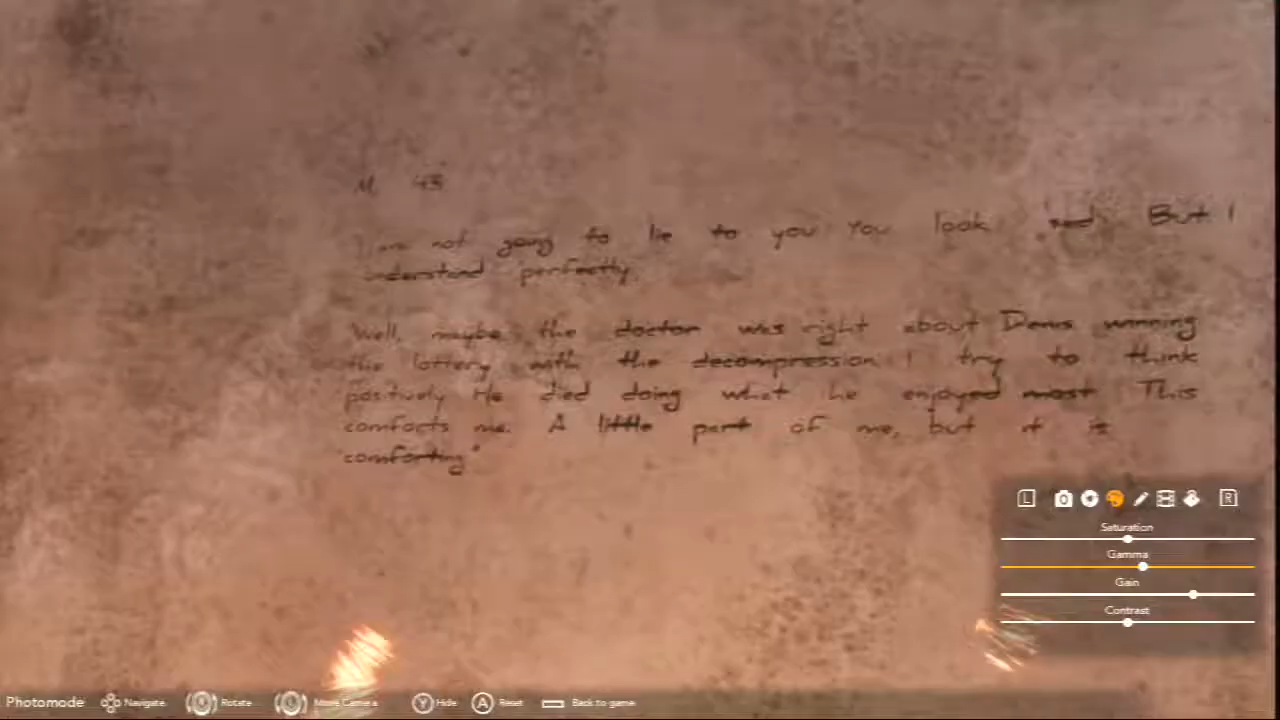 M. 43
I am not going to lie to you You look sad. But I
understand perfectly.
"Well, maybe the doctor was right about Denis winning
the lottery with the decompression I try to think
positively He died doing what he enjoyed most This
comforts me. A little part of me, but it is
comforting"
L R
Saturation
Gamma
Gain
Contrast
Photomode Navigate Rotate Move Camera Y Hide A Reset Back to game